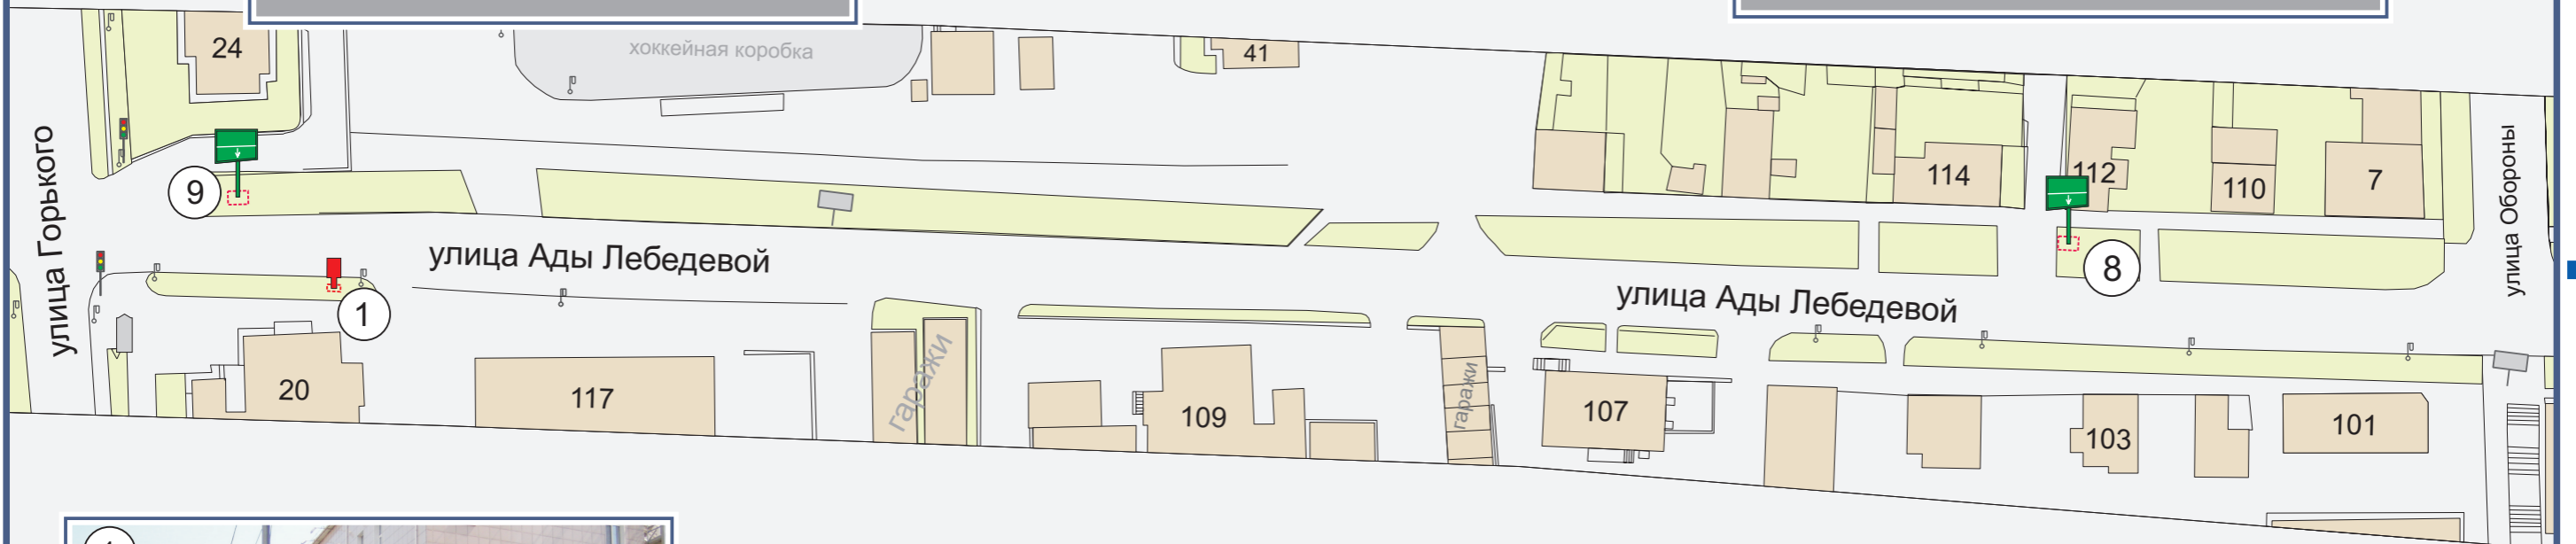 24
хоккейная коробка
41
улица Горького
9
114
112
110
7
улица Обороны
8
улица Ады Лебедевой
улица Ады Лебедевой
1
20
117
гаражи
109
гаражи
107
103
101